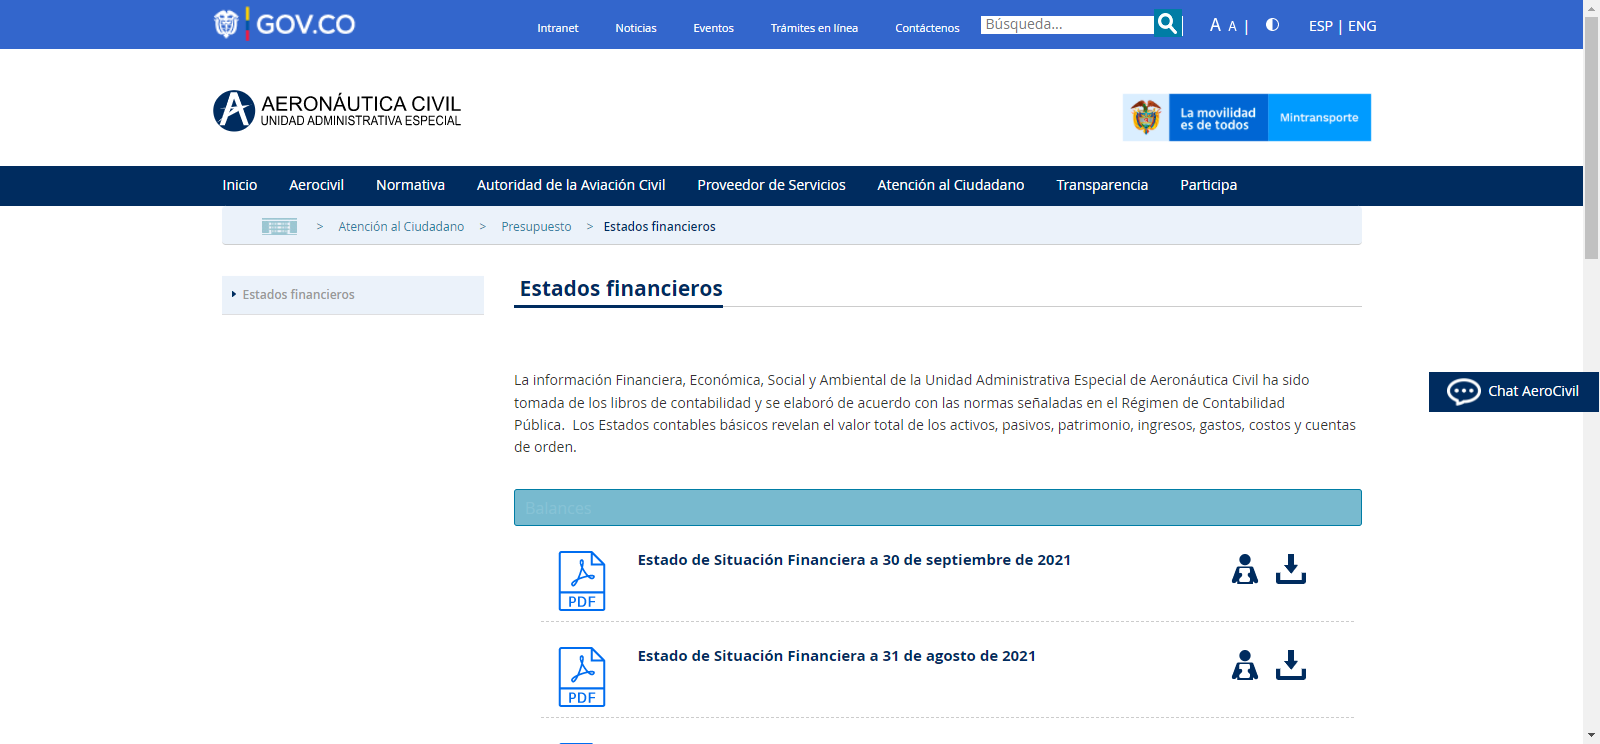 GOV.CO
Intranet Noticias Eventos Trámites en línea Contáctenos Búsqueda... A A | ESP | ENG
AERONÁUTICA CIVIL
UNIDAD ADMINISTRATIVA ESPECIAL
La movilidad
es de todos
Mintransporte
Inicio Aerocivil Normativa Autoridad de la Aviación Civil Proveedor de Servicios Atención al Ciudadano Transparencia Participa
> Atención al Ciudadano > Presupuesto > Estados financieros
Estados financieros
Estados financieros
La información Financiera, Económica, Social y Ambiental de la Unidad Administrativa Especial de Aeronáutica Civil ha sido
tomada de los libros de contabilidad y se elaboró de acuerdo con las normas señaladas en el Régimen de Contabilidad
Pública.  Los Estados contables básicos revelan el valor total de los activos, pasivos, patrimonio, ingresos, gastos, costos y cuentas
de orden.
Chat AeroCivil
Balances
Estado de Situación Financiera a 30 de septiembre de 2021
PDF
Estado de Situación Financiera a 31 de agosto de 2021
PDF